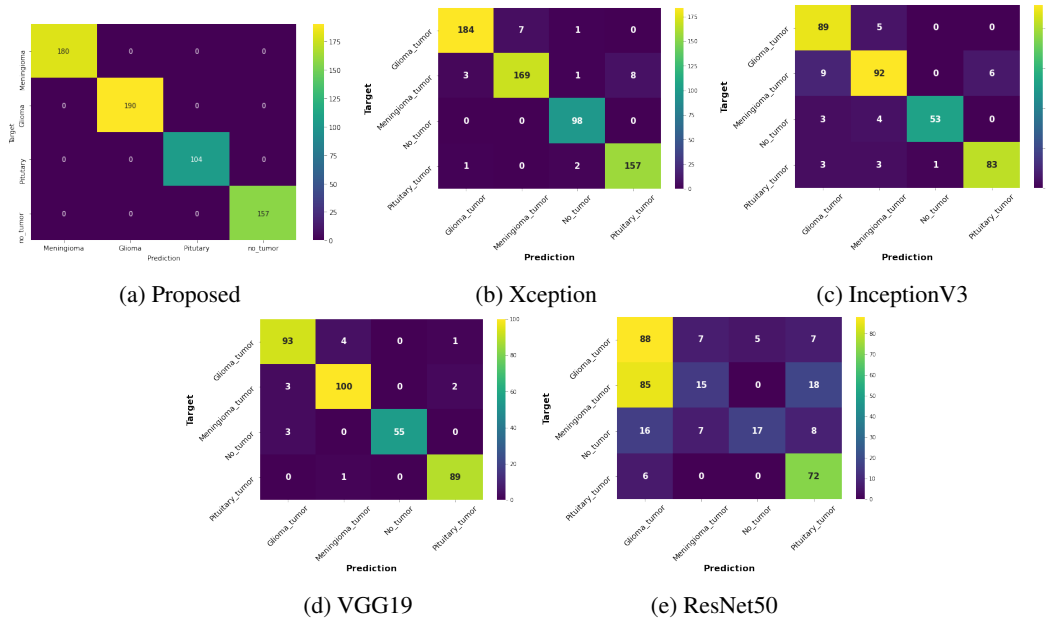 Meningioma 180 0 0 0
Glioma 0 190 0 0
Pitutary 0 0 104 0
no_tumor 0 0 0 157
Target
Meningioma Glioma Pitutary no_tumor
Prediction
175
150
125
100
75
50
25
0
(a) Proposed
Glioma_tumor 184 7 1 0
Meningioma_tumor 3 169 1 8
No_tumor 0 0 98 0
Pituitary_tumor 1 0 2 157
Target
Glioma_tumor Meningioma_tumor No_tumor Pituitary_tumor
Prediction
175
150
125
100
75
50
25
0
(b) Xception
Glioma_tumor 89 5 0 0
Meningioma_tumor 9 92 0 6
No_tumor 3 4 53 0
Pituitary_tumor 3 3 1 83
Target
Glioma_tumor Meningioma_tumor No_tumor Pituitary_tumor
Prediction
(c) InceptionV3
Glioma_tumor 93 4 0 1
Meningioma_tumor 3 100 0 2
No_tumor 3 0 55 0
Pituitary_tumor 0 1 0 89
Target
Glioma_tumor Meningioma_tumor No_tumor Pituitary_tumor
Prediction
100
80
60
40
20
0
(d) VGG19
Glioma_tumor 88 7 5 7
Meningioma_tumor 85 15 0 18
No_tumor 16 7 17 8
Pituitary_tumor 6 0 0 72
Target
Glioma_tumor Meningioma_tumor No_tumor Pituitary_tumor
Prediction
80
70
60
50
40
30
20
10
0
(e) ResNet50